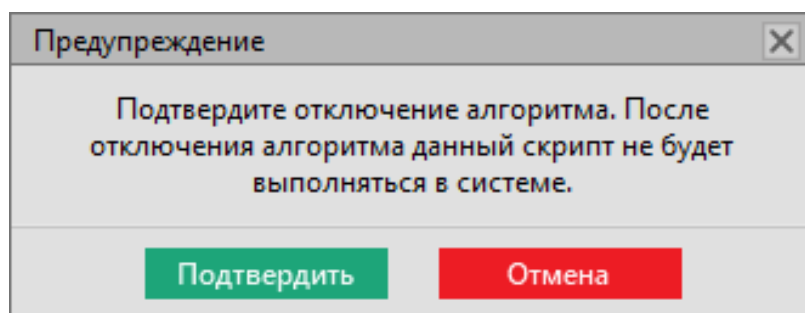 Предупреждение
Подтвердите отключение алгоритма. После
отключения алгоритма данный скрипт не будет
выполняться в системе.
Подтвердить
Отмена